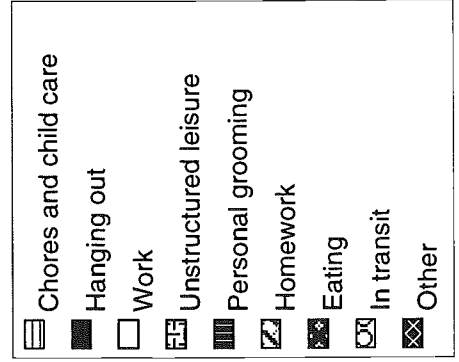 Chores and child care
Hanging out
Work
Unstructured leisure
Personal grooming
Homework
Eating
In transit
Other